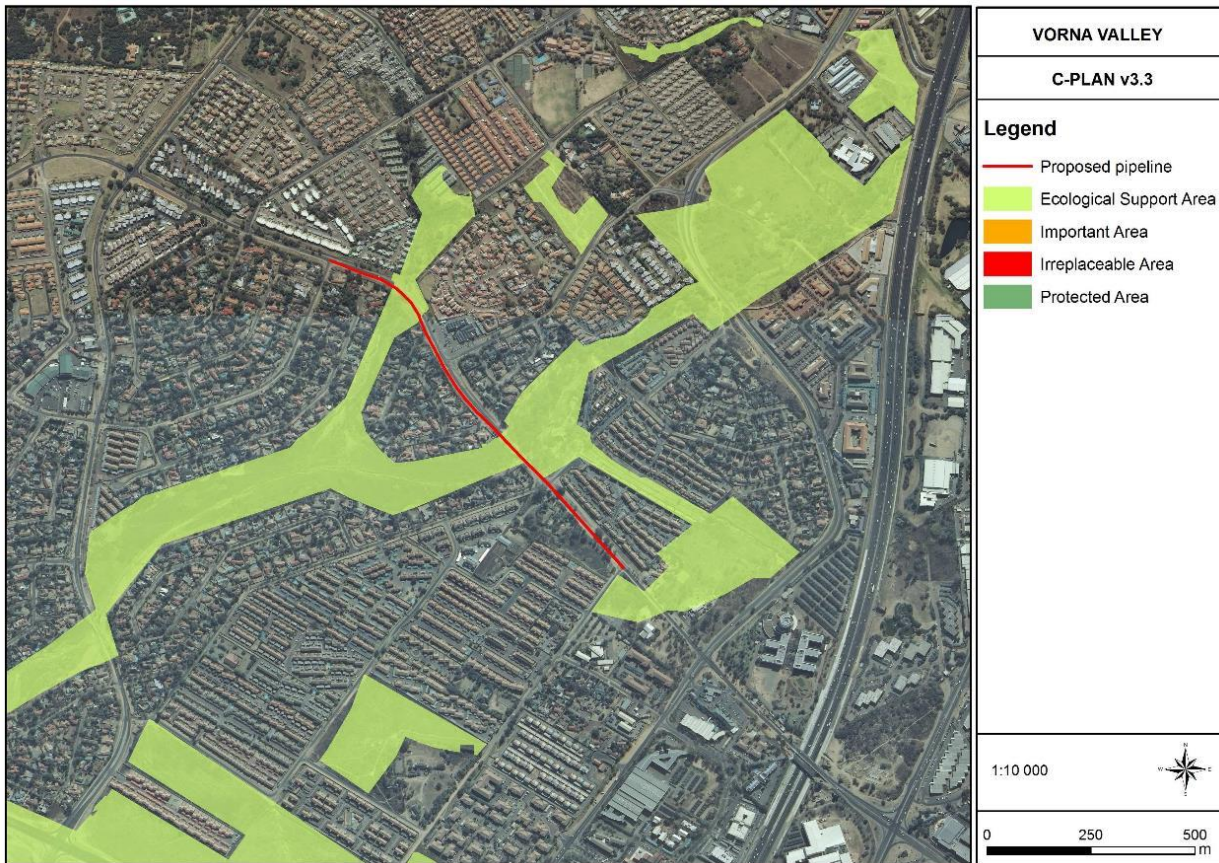 VORNA VALLEY
C-PLAN v3.3
Legend
Proposed pipeline
Ecological Support Area
Important Area
Irreplaceable Area
Protected Area
1:10 000
N
W
E
S
0 250 500
m